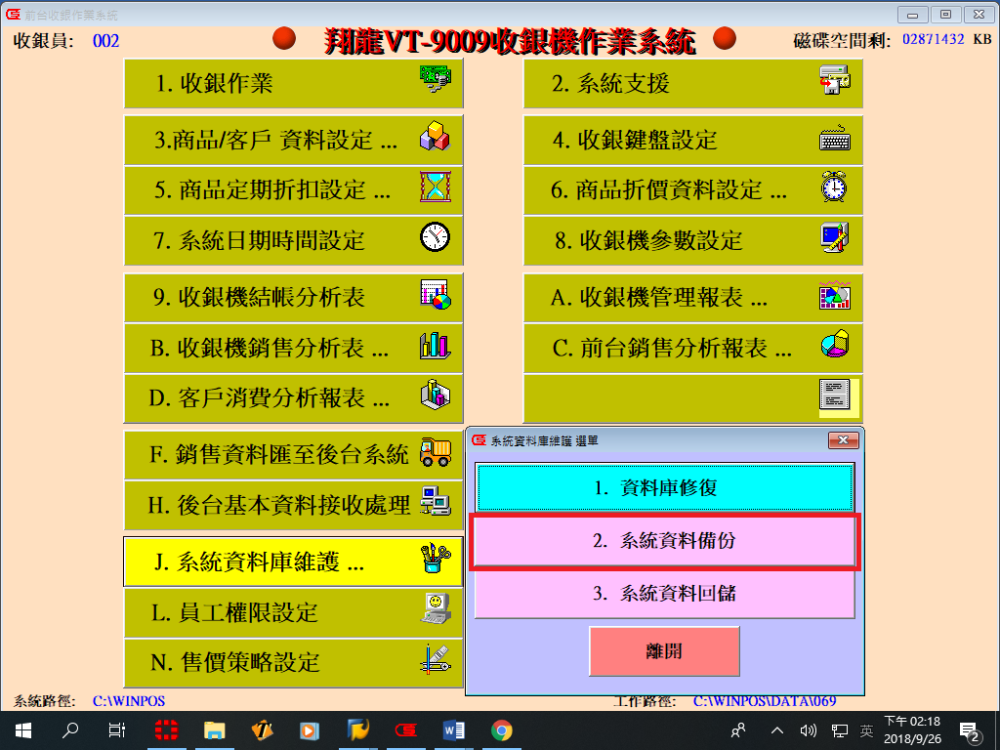 前台收銀作業系統
收銀員: 002
翔龍VT-9009收銀機作業系統
磁碟空間剩: 02871432 KB
1. 收銀作業
2. 系統支援
3.商品/客戶 資料設定 ...
4. 收銀鍵盤設定
5. 商品定期折扣設定 ...
6. 商品折價資料設定 ...
7. 系統日期時間設定
8. 收銀機參數設定
9. 收銀機結帳分析表
A. 收銀機管理報表 ...
B. 收銀機銷售分析表 ...
C. 前台銷售分析報表 ...
D. 客戶消費分析報表 ...
F. 銷售資料匯至後台系統
H. 後台基本資料接收處理
J. 系統資料庫維護 ...
L. 員工權限設定
N. 售價策略設定
系統資料庫維護 選單
1. 資料庫修復
2. 系統資料備份
3. 系統資料回儲
離開
系統路徑: C:\WINPOS
工作路徑: C:\WINPOS\DATA\069
英
下午 02:18
2018/9/26
2